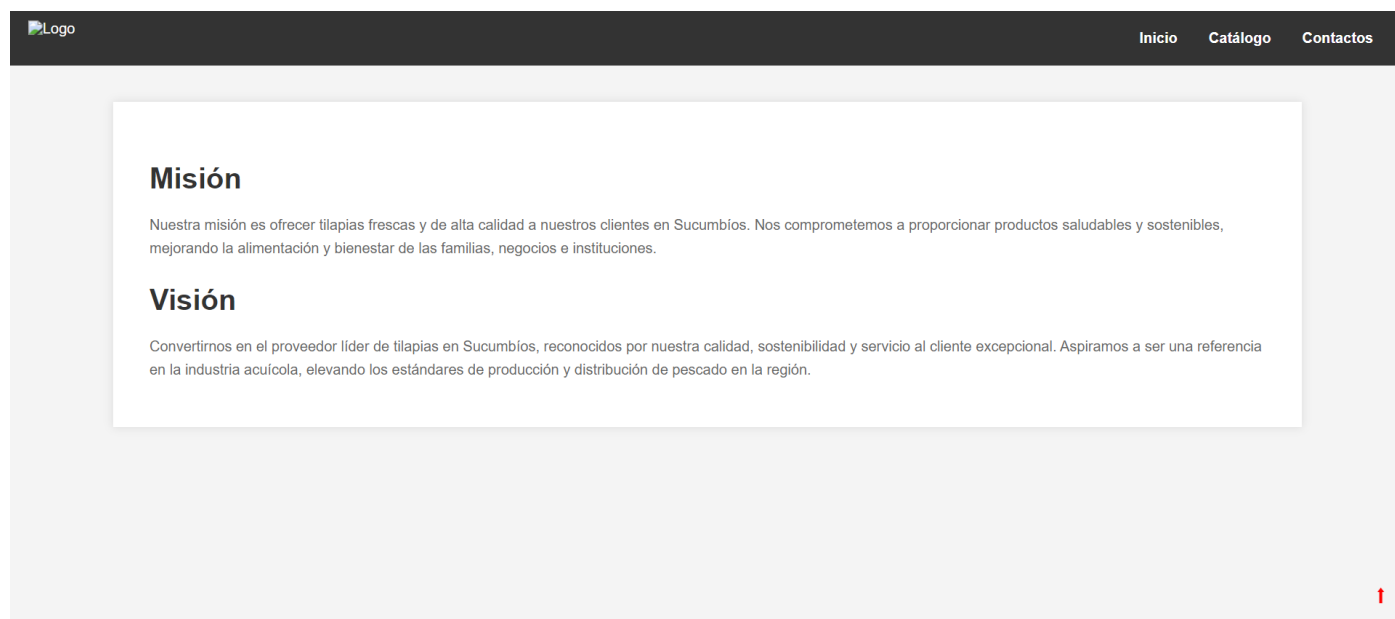 Logo
Inicio Catálogo Contactos
Misión
Nuestra misión es ofrecer tilapias frescas y de alta calidad a nuestros clientes en Sucumbíos. Nos comprometemos a proporcionar productos saludables y sostenibles,
mejorando la alimentación y bienestar de las familias, negocios e instituciones.
Visión
Convertirnos en el proveedor líder de tilapias en Sucumbíos, reconocidos por nuestra calidad, sostenibilidad y servicio al cliente excepcional. Aspiramos a ser una referencia
en la industria acuícola, elevando los estándares de producción y distribución de pescado en la región.